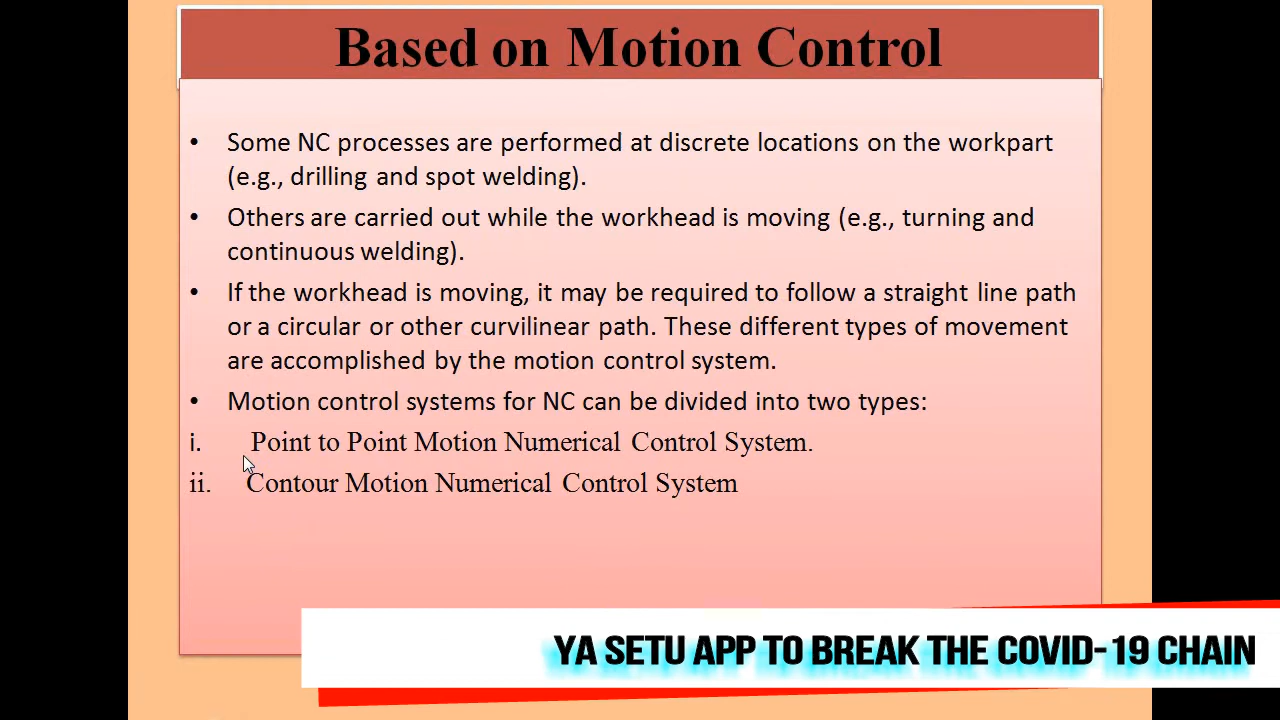 Based on Motion Control
• Some NC processes are performed at discrete locations on the workpart
(e.g., drilling and spot welding).
• Others are carried out while the workhead is moving (e.g., turning and
continuous welding).
• If the workhead is moving, it may be required to follow a straight line path
or a circular or other curvilinear path. These different types of movement
are accomplished by the motion control system.
• Motion control systems for NC can be divided into two types:
i. Point to Point Motion Numerical Control System.
ii. Contour Motion Numerical Control System
YA SETU APP TO BREAK THE COVID-19 CHAIN